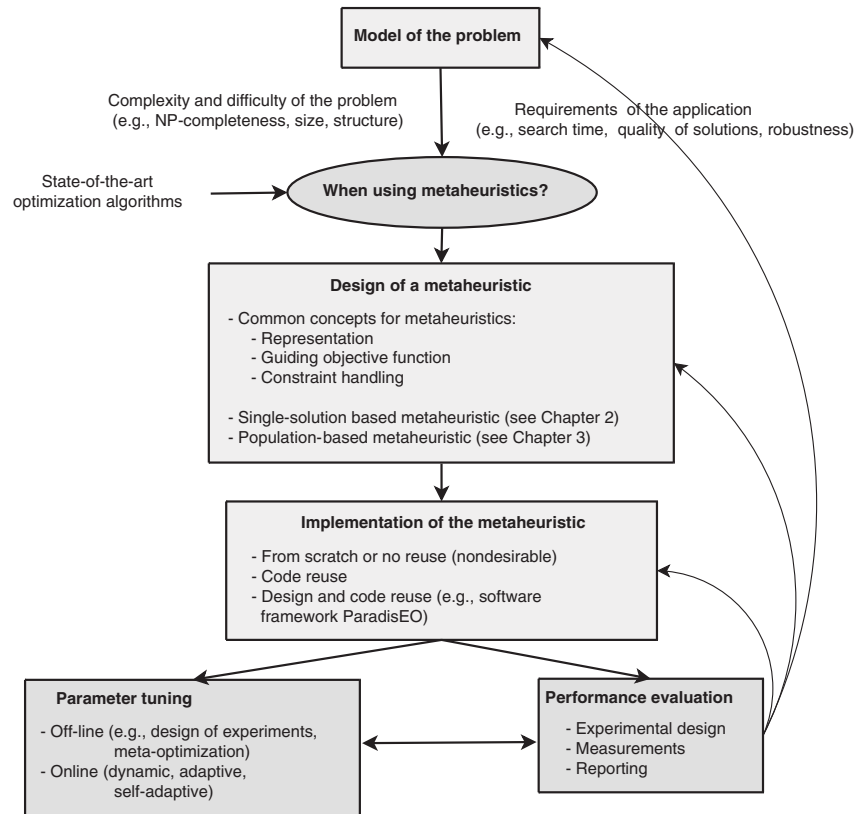 Model of the problem
Complexity and difficulty of the problem
(e.g., NP-completeness, size, structure)
Requirements of the application
(e.g., search time, quality of solutions, robustness)
State-of-the-art
optimization algorithms
When using metaheuristics?
Design of a metaheuristic
- Common concepts for metaheuristics:
- Representation
- Guiding objective function
- Constraint handling
- Single-solution based metaheuristic (see Chapter 2)
- Population-based metaheuristic (see Chapter 3)
Implementation of the metaheuristic
- From scratch or no reuse (nondesirable)
- Code reuse
- Design and code reuse (e.g., software
framework ParadisEO)
Parameter tuning
- Off-line (e.g., design of experiments,
meta-optimization)
- Online (dynamic, adaptive,
self-adaptive)
Performance evaluation
- Experimental design
- Measurements
- Reporting